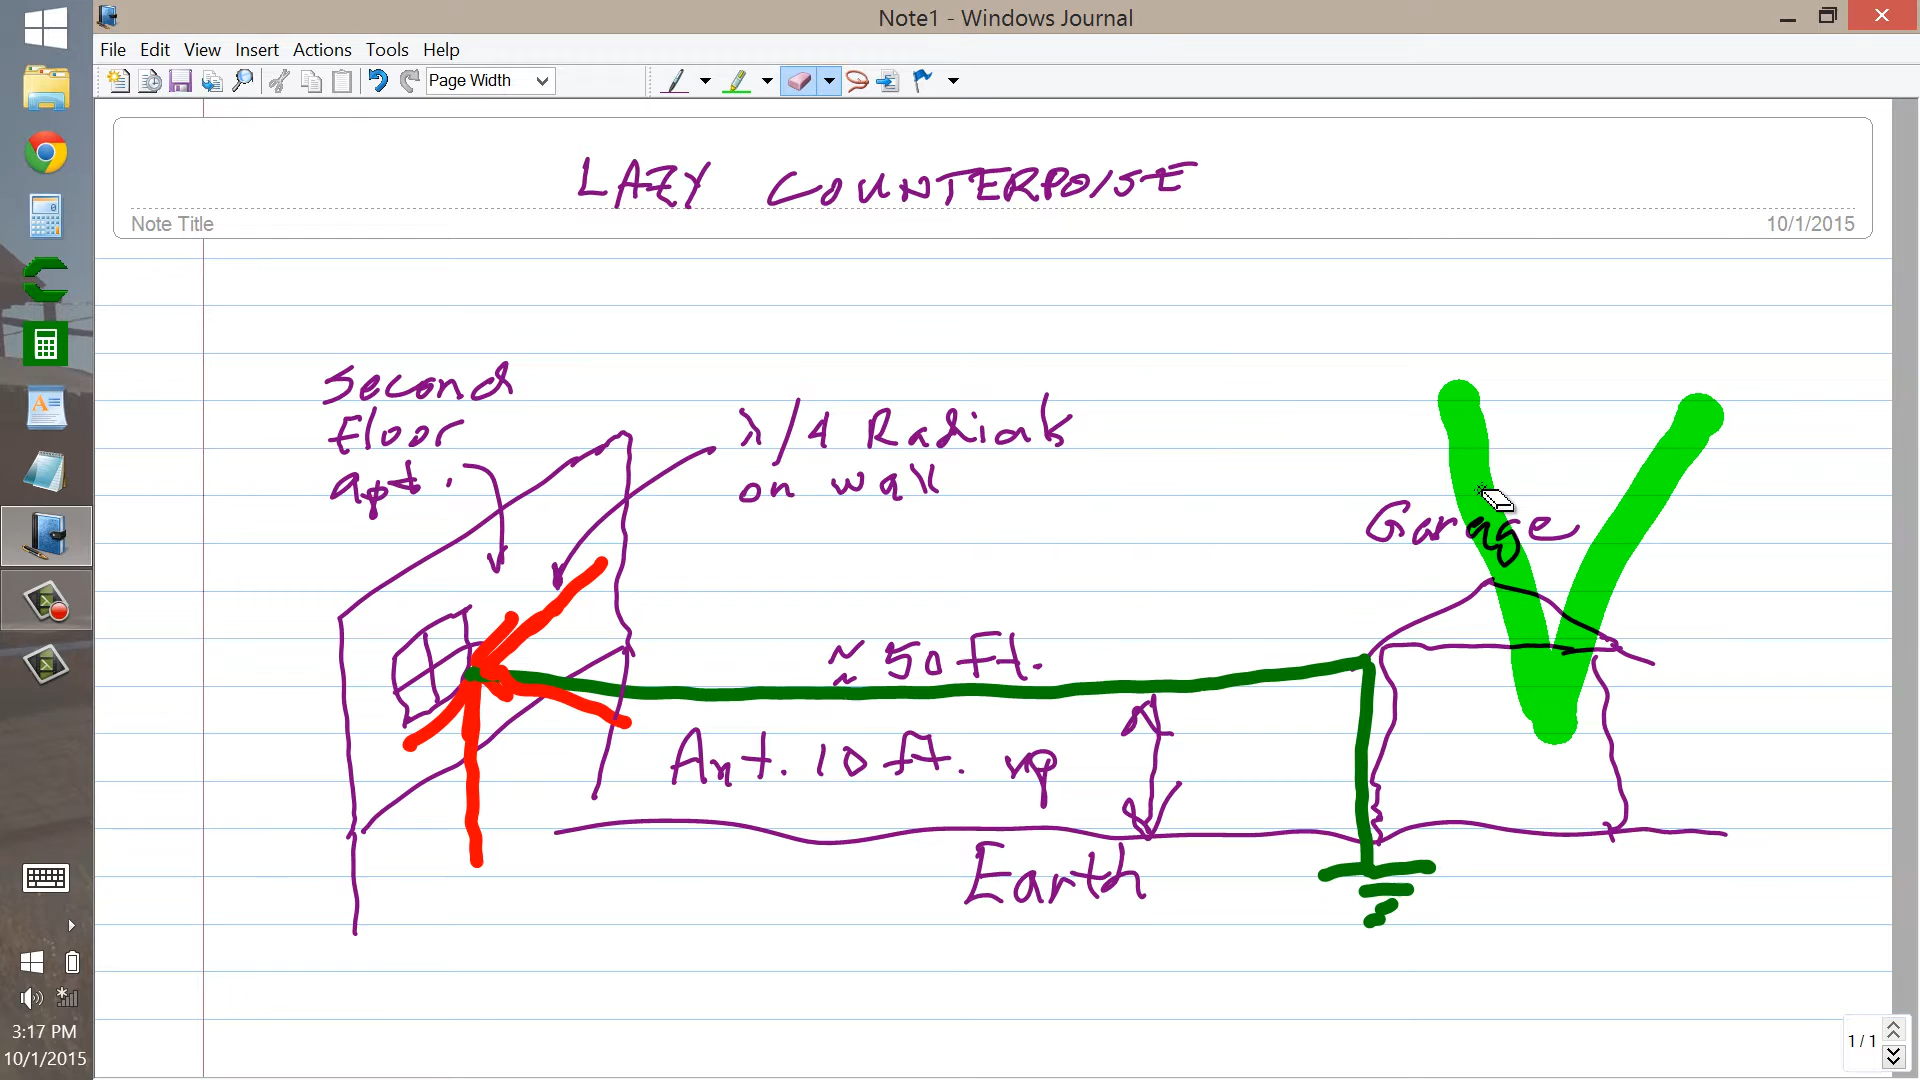 Note1 - Windows Journal
File Edit View Insert Actions Tools Help
Page Width
LAZY COUNTERPOISE
Note Title
10/1/2015
Second
Floor
apt.
λ/4 Radials
on wall
Garage
≈ 50 Ft.
Ant. 10 ft. up
Earth
1 / 1
3:17 PM
10/1/2015